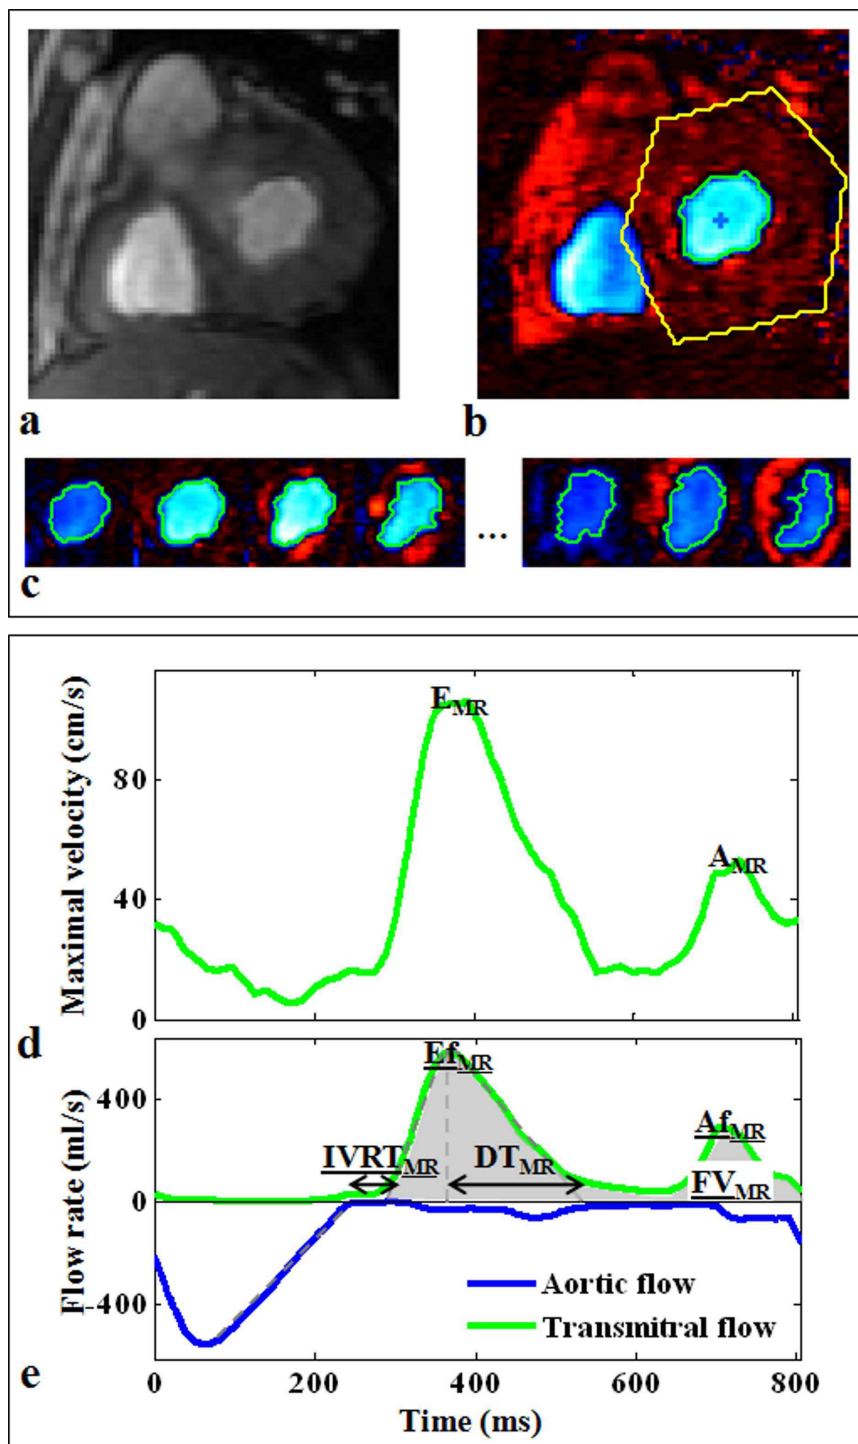 a
b
...
c
E_MR
A_MR
80
40
0
Maximal velocity (cm/s)
d
Ef_MR
400
Af_MR
IVRT_MR
DT_MR
FV_MR
0
Flow rate (ml/s)
-400
Aortic flow
Transmitral flow
e
0 200 400 600 800
Time (ms)